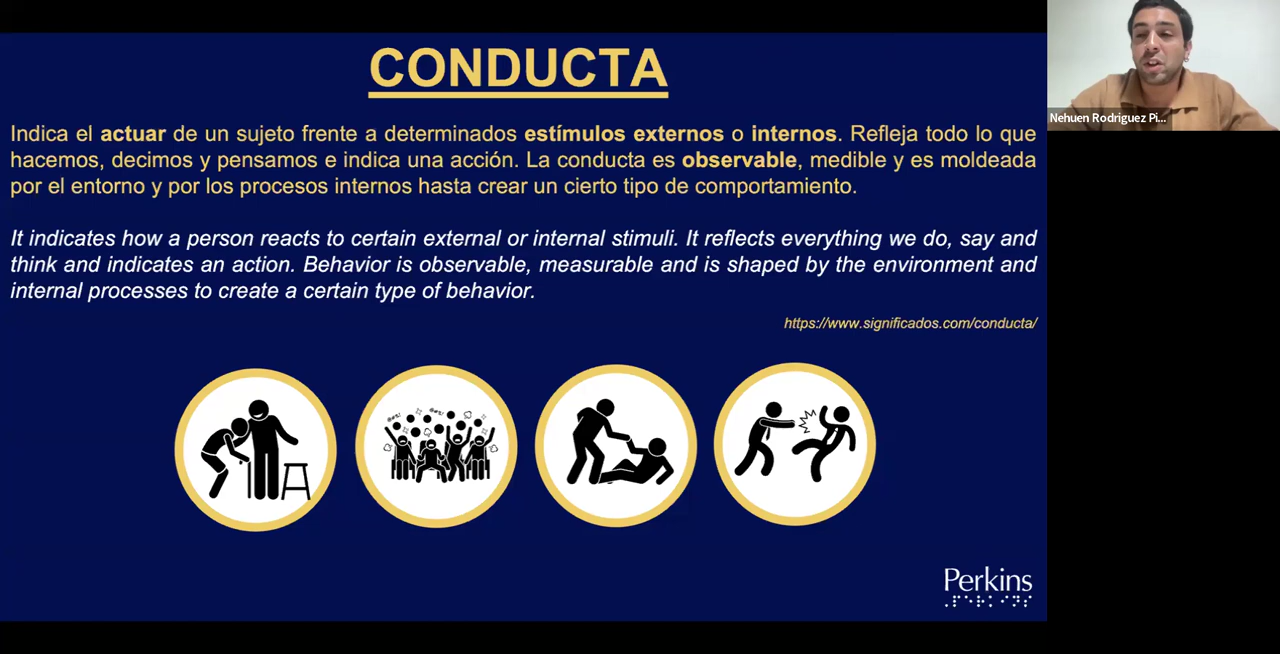 CONDUCTA
Indica el actuar de un sujeto frente a determinados estímulos externos o internos. Refleja todo lo que
hacemos, decimos y pensamos e indica una acción. La conducta es observable, medible y es moldeada
por el entorno y por los procesos internos hasta crear un cierto tipo de comportamiento.
It indicates how a person reacts to certain external or internal stimuli. It reflects everything we do, say and
think and indicates an action. Behavior is observable, measurable and is shaped by the environment and
internal processes to create a certain type of behavior.
https://www.significados.com/conducta/
Perkins
Nehuen Rodriguez Pi...